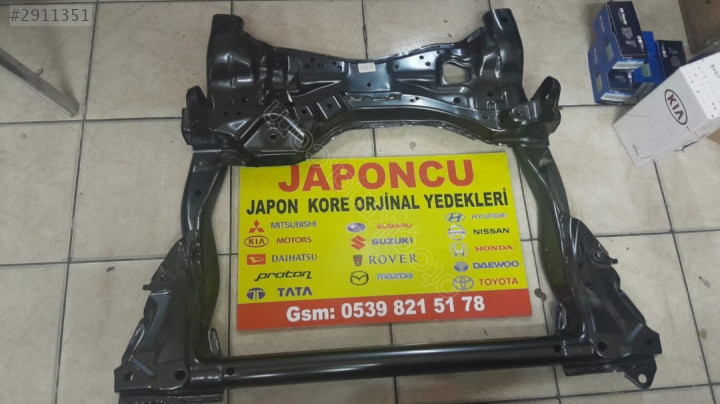 #2911351
JAPONCU
JAPON KORE ORJİNAL YEDEKLERİ
MITSUBISHI SUBARU HYUNDAI
KIA MOTORS SUZUKI NISSAN
DAIHATSU ROVER HONDA
PROTON mazda DAEWOO
TATA TOYOTA
Gsm: 0539 821 51 78
KIA